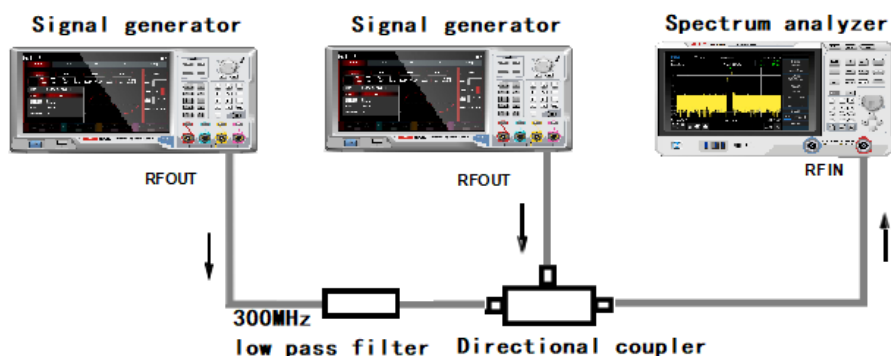 Signal generator
Signal generator
Spectrum analyzer
RFOUT
RFOUT
RFIN
300MHz
low pass filter
Directional coupler